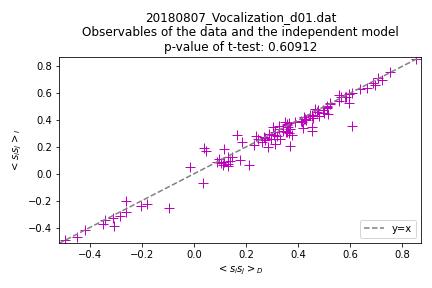 20180807_Vocalization_d01.dat
Observables of the data and the independent model
p-value of t-test: 0.60912
0.8
0.6
0.4
0.2
0.0
−0.2
−0.4
< s_i s_j >_I
y=x
−0.4 −0.2 0.0 0.2 0.4 0.6 0.8
< s_i s_j >_D